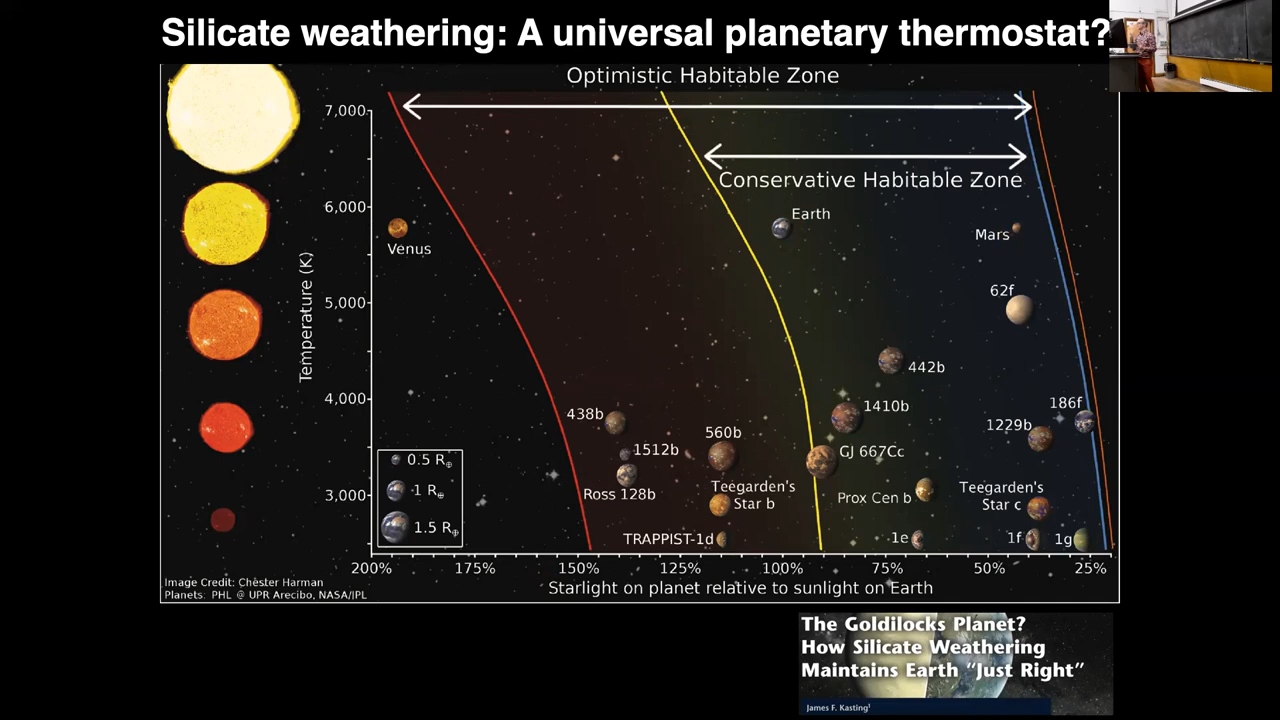 Silicate weathering: A universal planetary thermostat?
Optimistic Habitable Zone
7,000
Conservative Habitable Zone
6,000
Earth
Venus
Mars
Temperature (K)
5,000
62f
442b
4,000
438b
1410b
186f
1512b
560b
1229b
GJ 667Cc
0.5 R⊕
1 R⊕
1.5 R⊕
3,000
Ross 128b
Teegarden's
Star b
Prox Cen b
Teegarden's
Star c
TRAPPIST-1d
1e
1f
1g
200%
175%
150%
125%
100%
75%
50%
25%
Starlight on planet relative to sunlight on Earth
Image Credit: Chester Harman
Planets: PHL @ UPR Arecibo, NASA/JPL
The Goldilocks Planet?
How Silicate Weathering
Maintains Earth “Just Right”
James F. Kasting¹